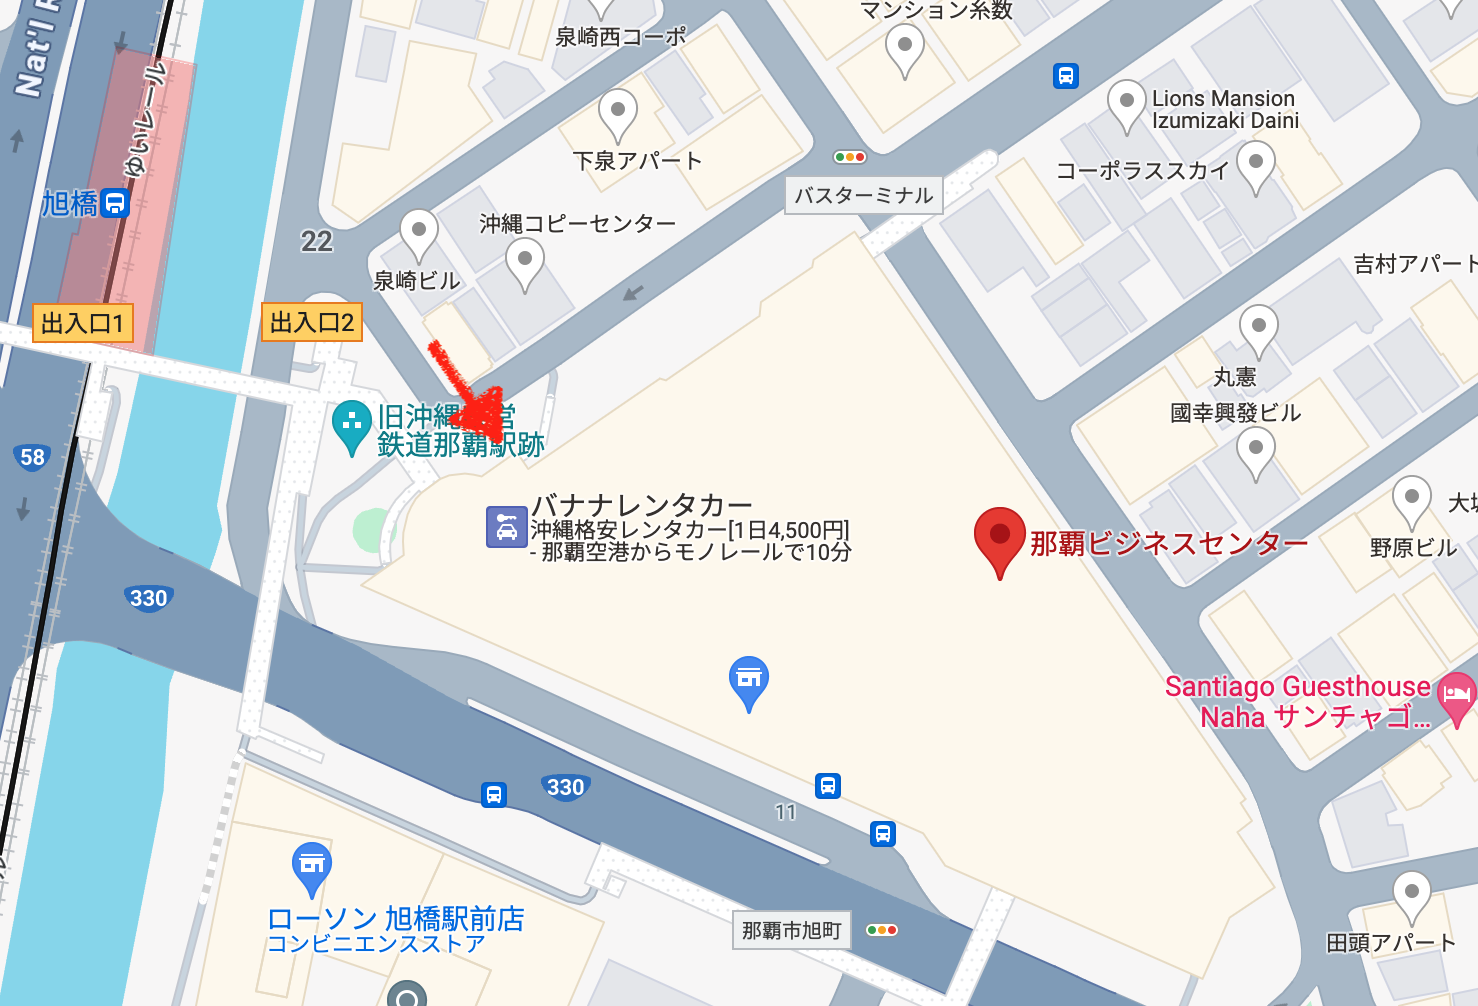 Nat'l R
ゆいレール
旭橋
出入口1
出入口2
22
泉崎西コーポ
マンション糸数
下泉アパート
沖縄コピーセンター
泉崎ビル
バスターミナル
Lions Mansion
Izumizaki Daini
コーポラススカイ
吉村アパート
丸憲
國幸興發ビル
野原ビル
旧沖縄 営
鉄道那覇駅跡
58
330
バナナレンタカー
沖縄格安レンタカー[1日4,500円]
- 那覇空港からモノレールで10分
那覇ビジネスセンター
Santiago Guesthouse
Naha サンチャゴ...
330
11
ローソン 旭橋駅前店
コンビニエンスストア
那覇市旭町
田頭アパート